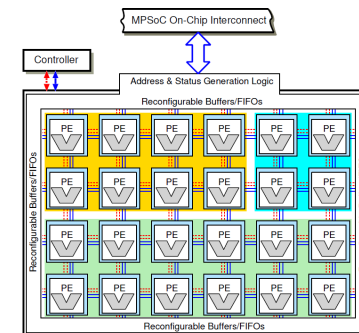 MPSoC On-Chip Interconnect
Controller
Address & Status Generation Logic
Reconfigurable Buffers/FIFOs
Reconfigurable Buffers/FIFOs
PE PE PE PE PE PE
PE PE PE PE PE PE
PE PE PE PE PE PE
PE PE PE PE PE PE
Reconfigurable Buffers/FIFOs